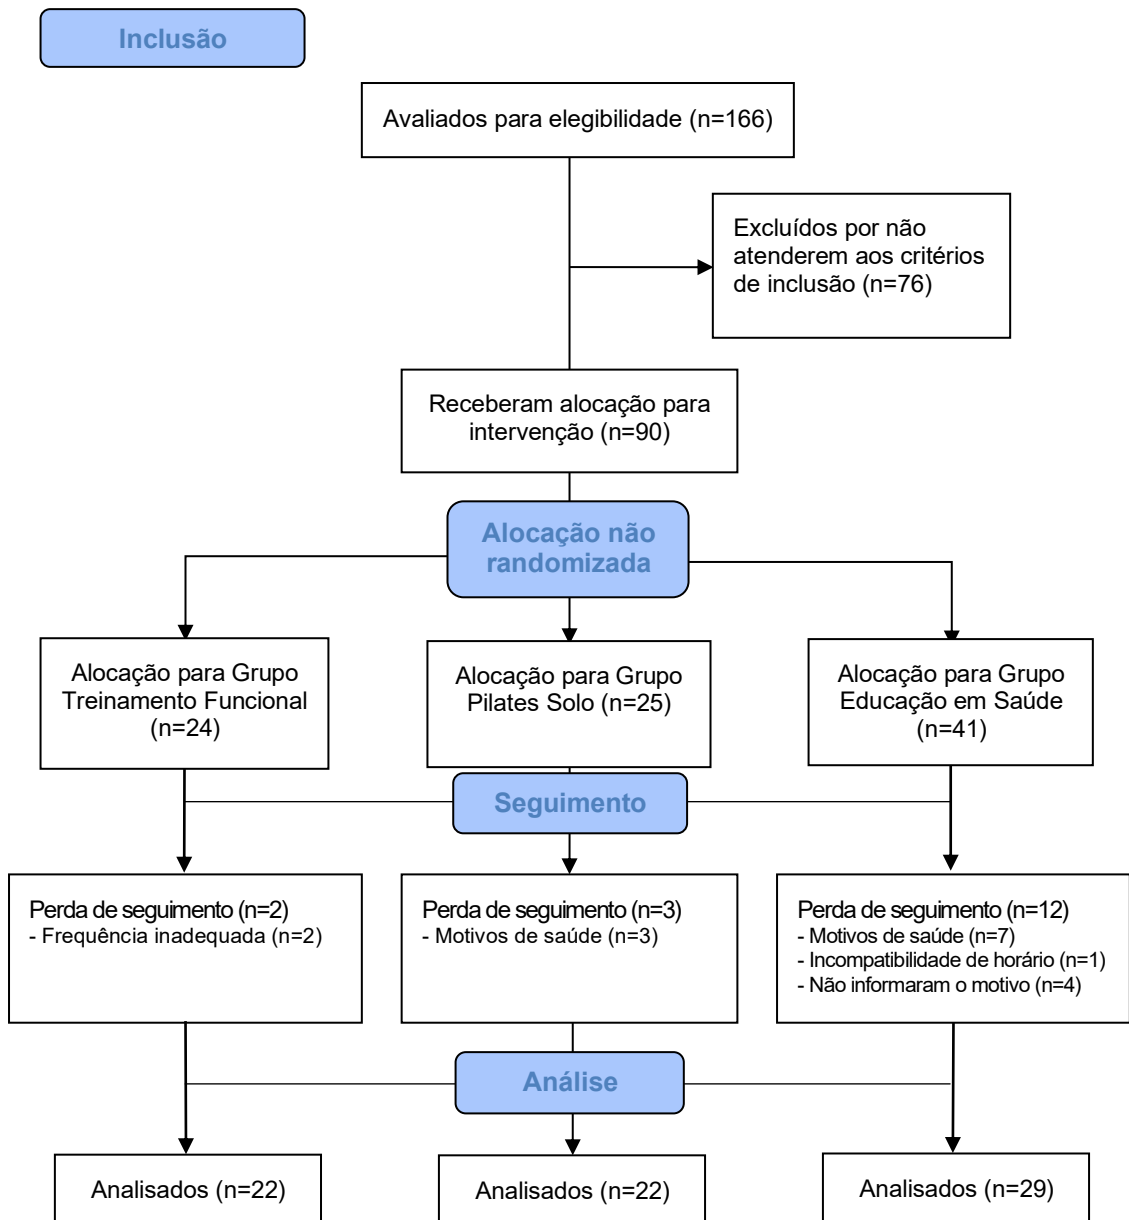 Inclusão
Avaliados para elegibilidade (n=166)
Excluídos por não
atenderem aos critérios
de inclusão (n=76)
Receberam alocação para
intervenção (n=90)
Alocação não
randomizada
Alocação para Grupo
Treinamento Funcional
(n=24)
Alocação para Grupo
Pilates Solo (n=25)
Alocação para Grupo
Educação em Saúde
(n=41)
Seguimento
Perda de seguimento (n=2)
- Frequência inadequada (n=2)
Perda de seguimento (n=3)
- Motivos de saúde (n=3)
Perda de seguimento (n=12)
- Motivos de saúde (n=7)
- Incompatibilidade de horário (n=1)
- Não informaram o motivo (n=4)
Análise
Analisados (n=22)
Analisados (n=22)
Analisados (n=29)